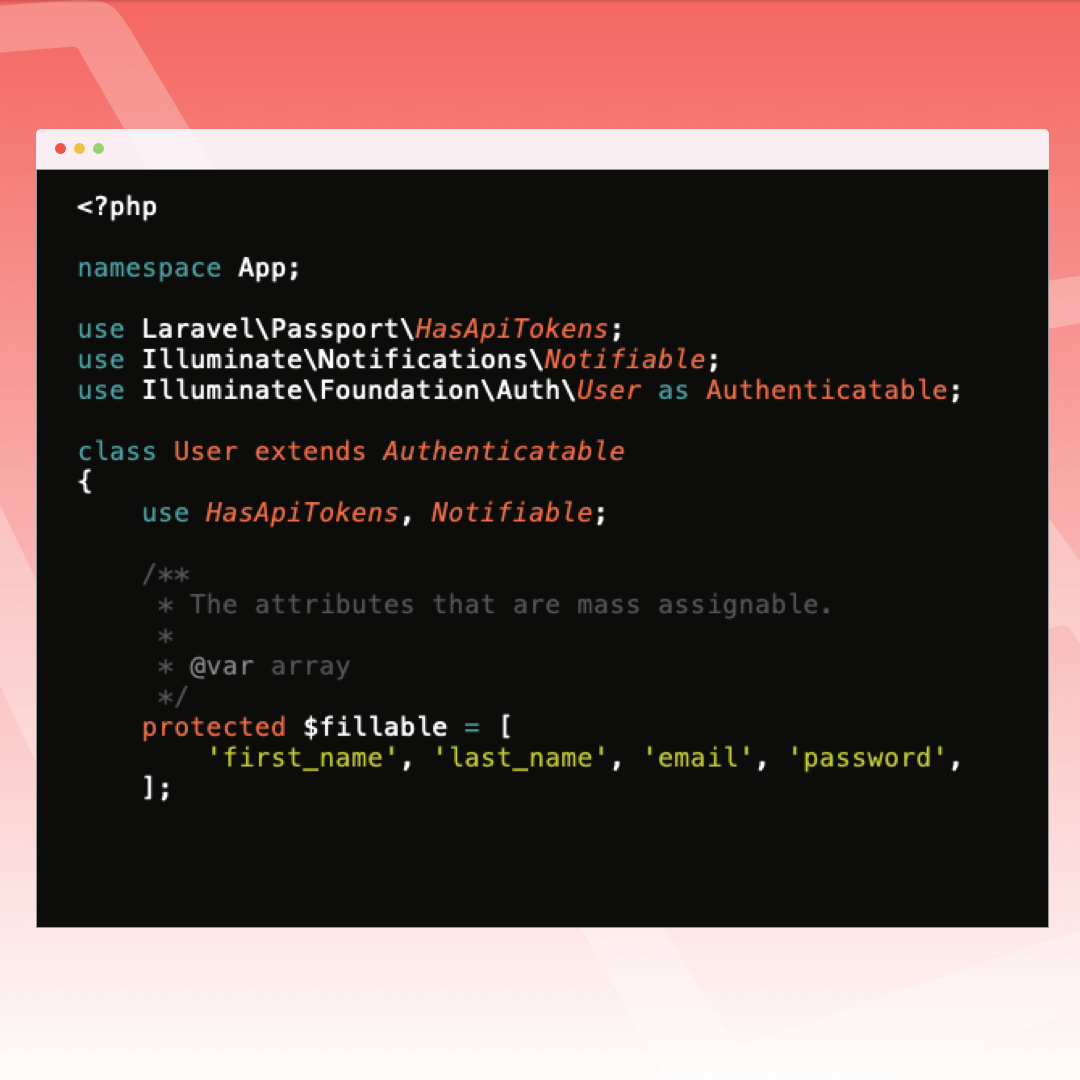 <?php

namespace App;

use Laravel\Passport\HasApiTokens;
use Illuminate\Notifications\Notifiable;
use Illuminate\Foundation\Auth\User as Authenticatable;

class User extends Authenticatable
{
    use HasApiTokens, Notifiable;

    /**
     * The attributes that are mass assignable.
     *
     * @var array
     */
    protected $fillable = [
        'first_name', 'last_name', 'email', 'password',
    ];